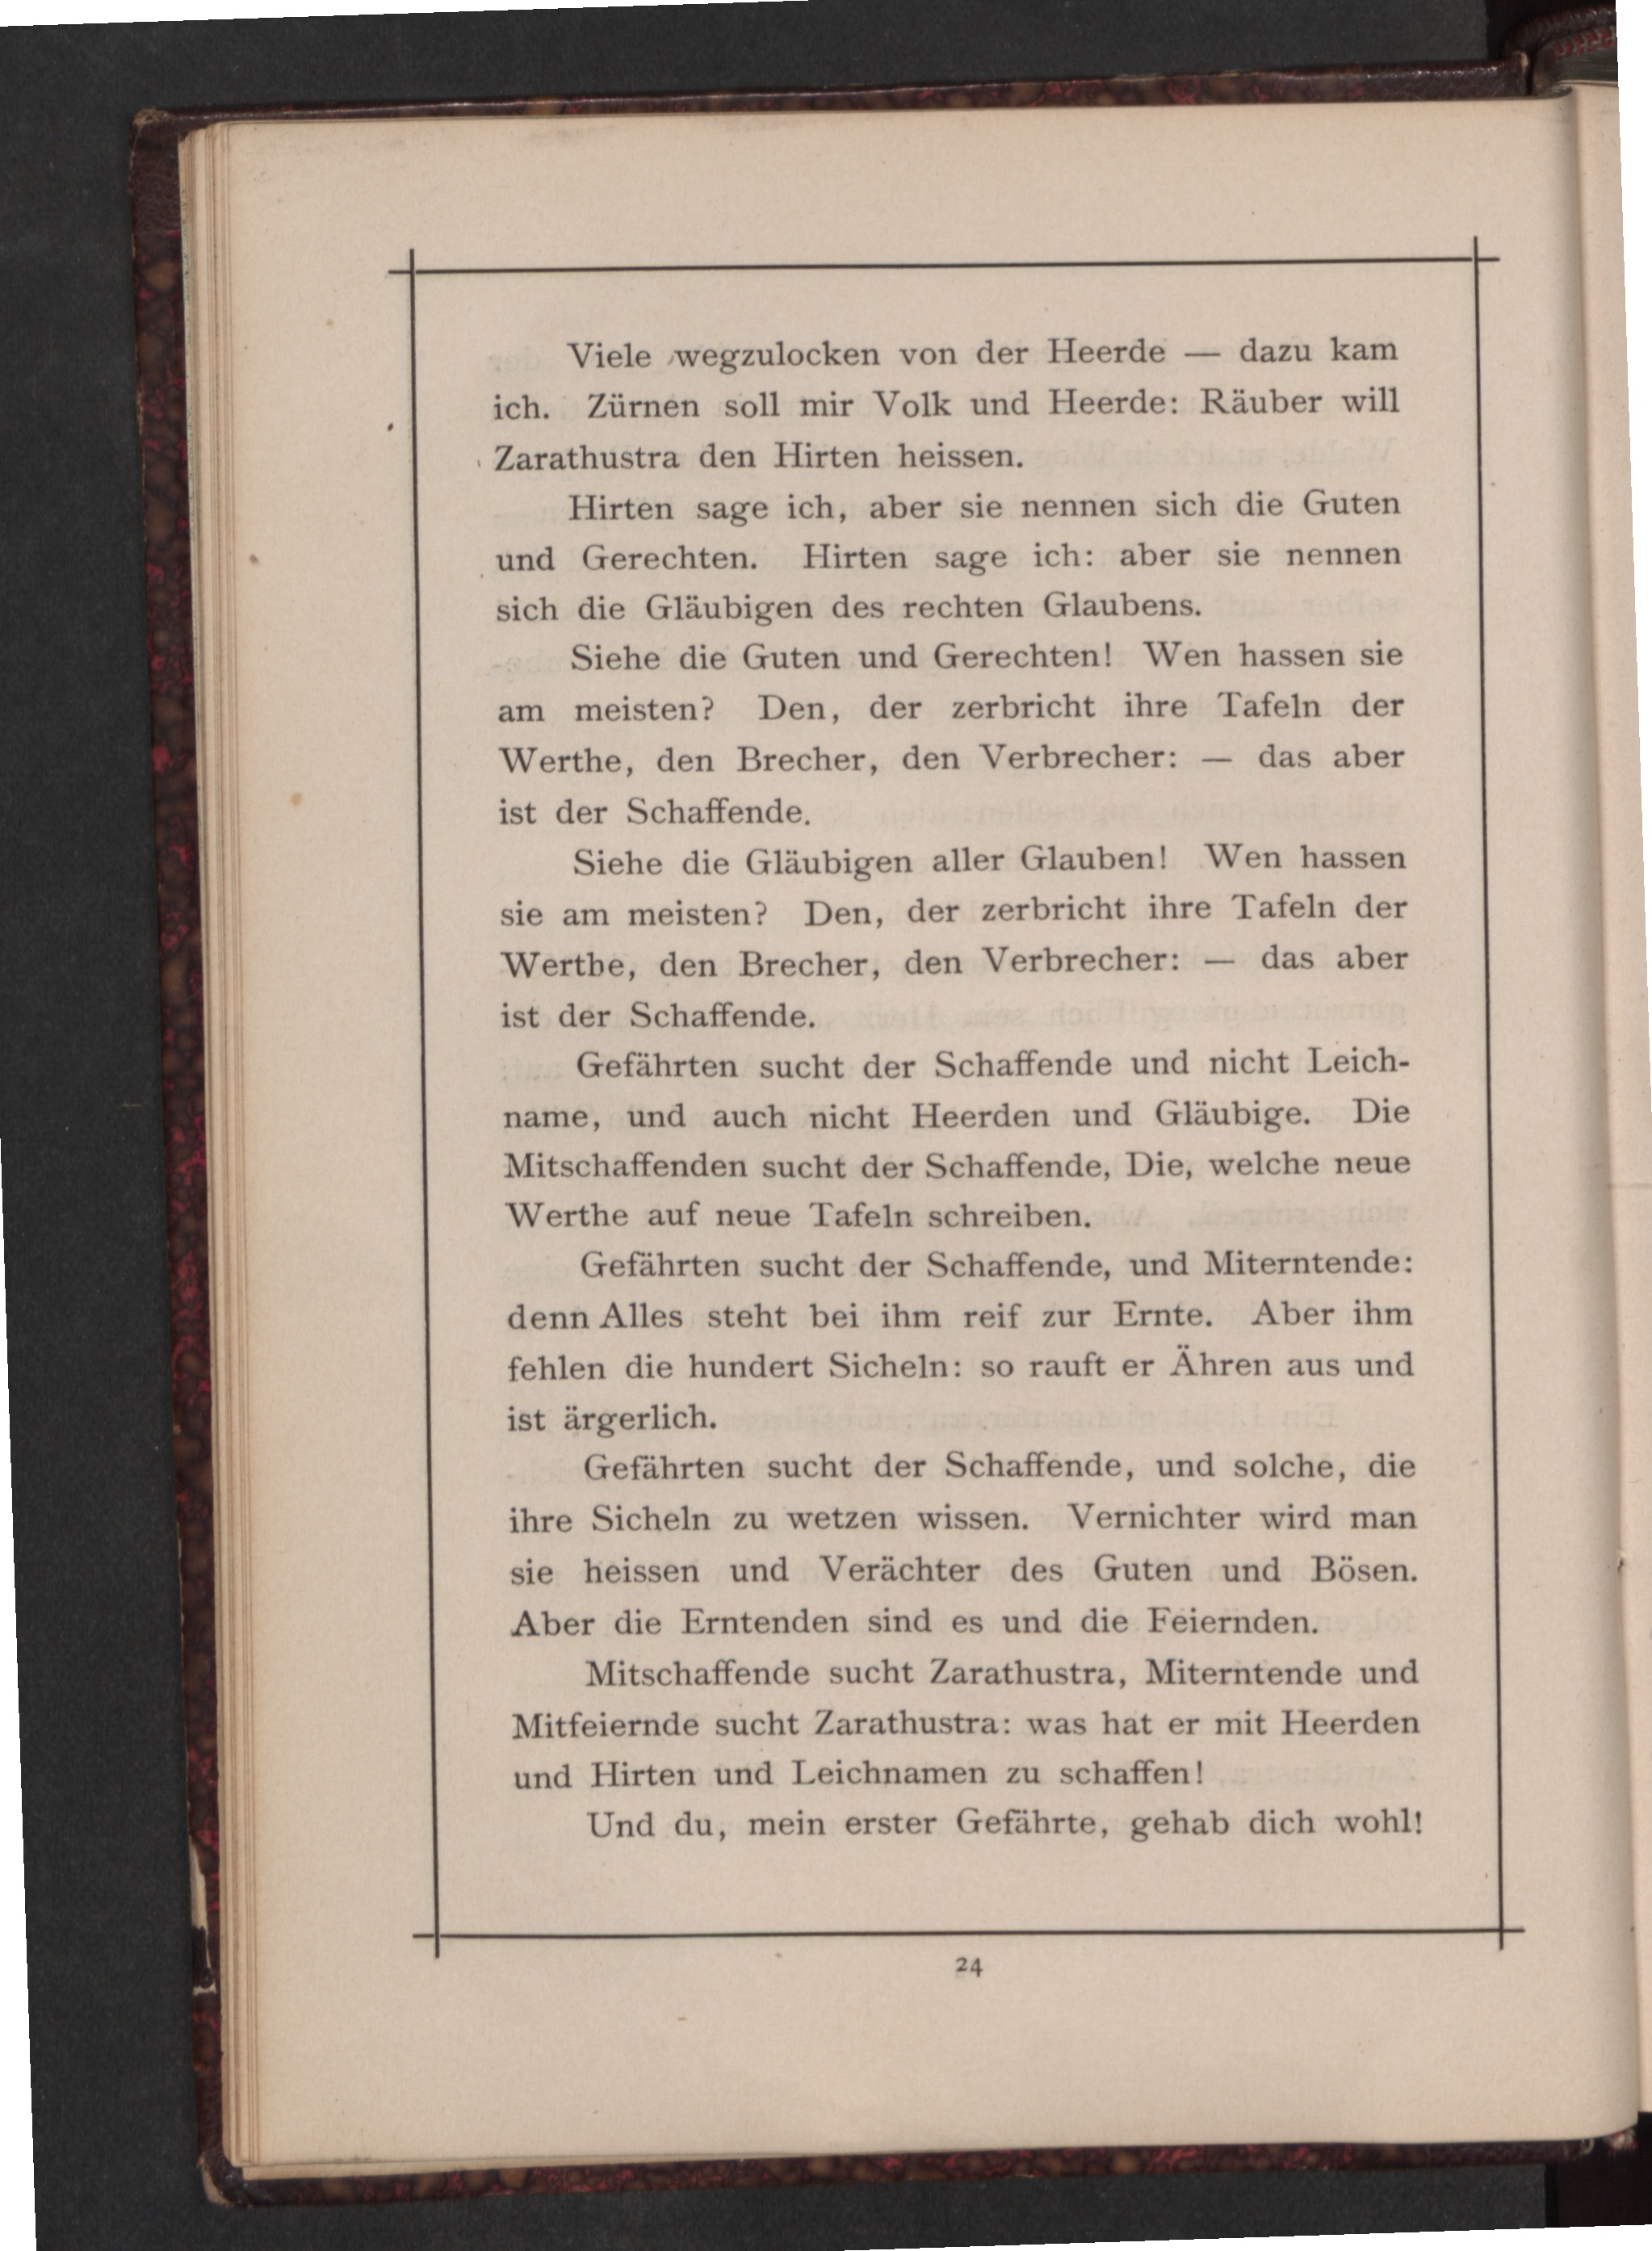 Viele wegzulocken von der Heerde — dazu kam
ich. Zürnen soll mir Volk und Heerde: Räuber will
Zarathustra den Hirten heissen.
Hirten sage ich, aber sie nennen sich die Guten
und Gerechten. Hirten sage ich: aber sie nennen
sich die Gläubigen des rechten Glaubens.
Siehe die Guten und Gerechten! Wen hassen sie
am meisten? Den, der zerbricht ihre Tafeln der
Werthe, den Brecher, den Verbrecher: — das aber
ist der Schaffende.
Siehe die Gläubigen aller Glauben! Wen hassen
sie am meisten? Den, der zerbricht ihre Tafeln der
Werthe, den Brecher, den Verbrecher: — das aber
ist der Schaffende.
Gefährten sucht der Schaffende und nicht Leich-
name, und auch nicht Heerden und Gläubige. Die
Mitschaffenden sucht der Schaffende, Die, welche neue
Werthe auf neue Tafeln schreiben.
Gefährten sucht der Schaffende, und Miterntende:
denn Alles steht bei ihm reif zur Ernte. Aber ihm
fehlen die hundert Sicheln: so rauft er Ähren aus und
ist ärgerlich.
Gefährten sucht der Schaffende, und solche, die
ihre Sicheln zu wetzen wissen. Vernichter wird man
sie heissen und Verächter des Guten und Bösen.
Aber die Erntenden sind es und die Feiernden.
Mitschaffende sucht Zarathustra, Miterntende und
Mitfeiernde sucht Zarathustra: was hat er mit Heerden
und Hirten und Leichnamen zu schaffen!
Und du, mein erster Gefährte, gehab dich wohl!
24